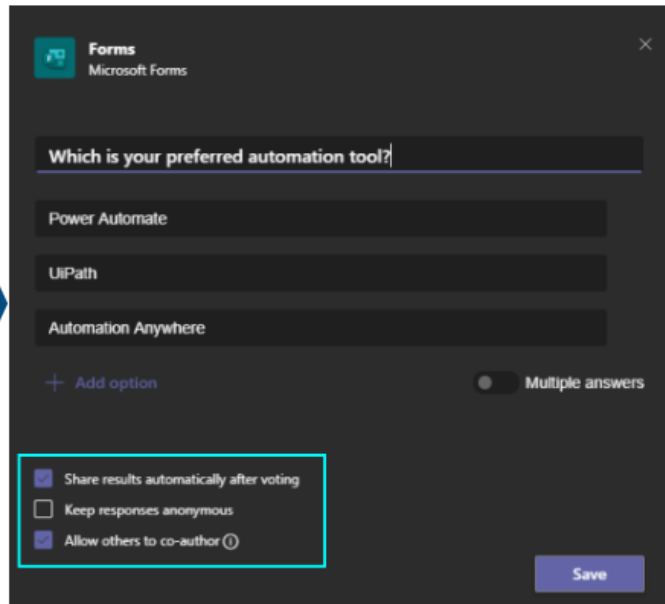 Forms
Microsoft Forms
Which is your preferred automation tool?
Power Automate
UiPath
Automation Anywhere
+ Add option
Multiple answers
Share results automatically after voting
Keep responses anonymous
Allow others to co-author
Save